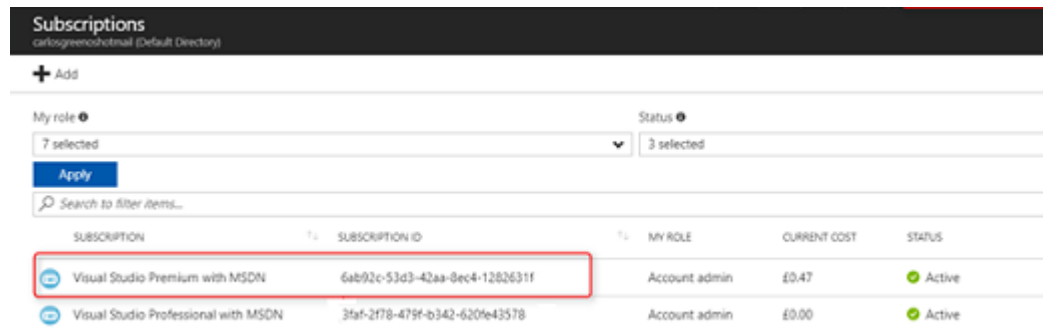 Subscriptions
carlosgreenoshotmail (Default Directory)
Add
My role
Status
7 selected
3 selected
Apply
Search to filter items...
SUBSCRIPTION SUBSCRIPTION ID MY ROLE CURRENT COST STATUS
Visual Studio Premium with MSDN 6ab92c-53d3-42aa-8ec4-1282631f Account admin £0.47 Active
Visual Studio Professional with MSDN 3faf-2f78-479f-b342-620fe43578 Account admin £0.00 Active